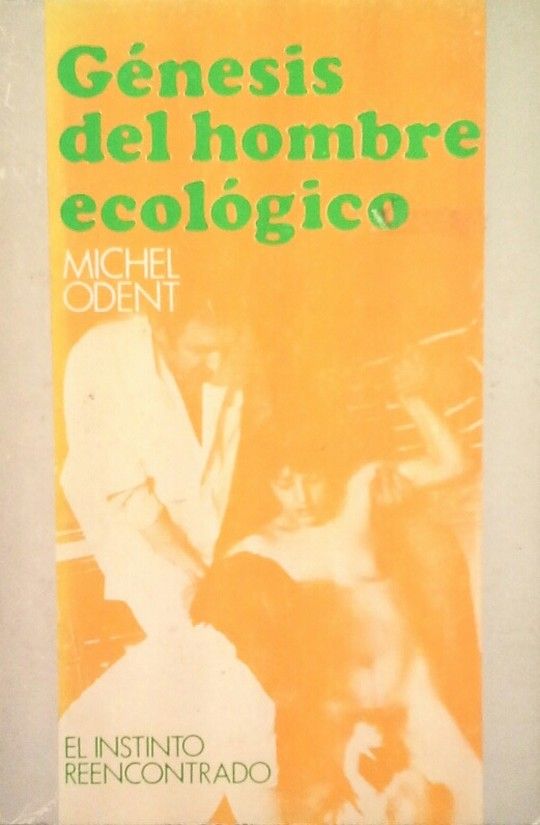 Génesis
del hombre
ecológico
MICHEL
ODENT
EL INSTINTO
REENCONTRADO